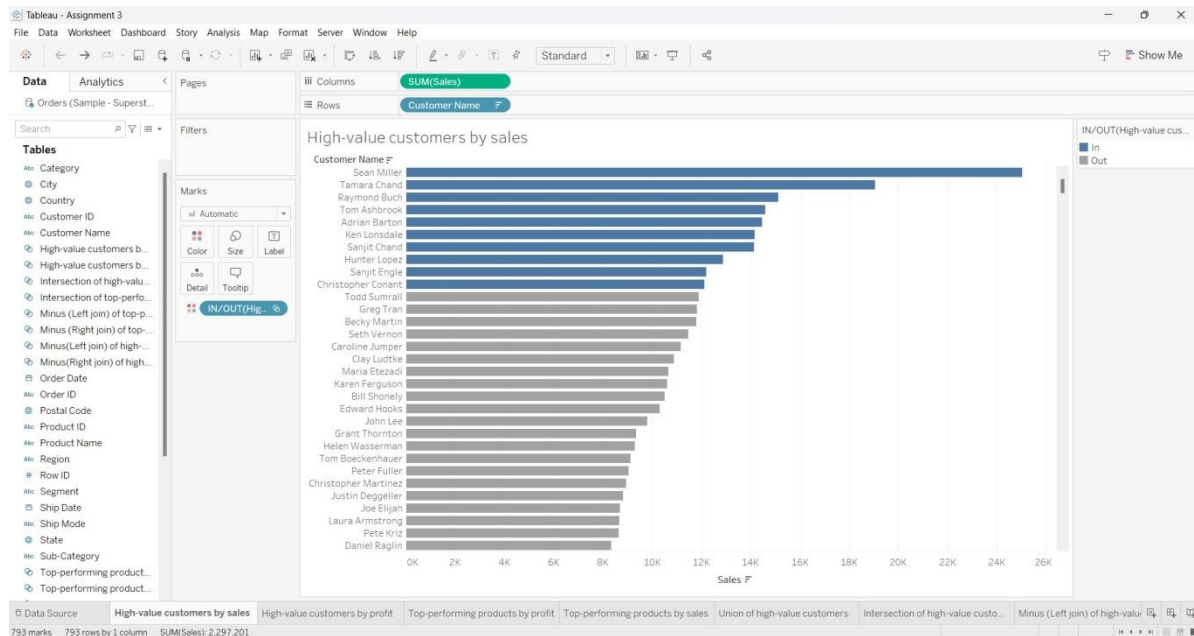 Tableau - Assignment 3
File Data Worksheet Dashboard Story Analysis Map Format Server Window Help
Standard
Show Me
Data Analytics
Pages
Columns SUM(Sales)
Orders (Sample - Superst...
Rows Customer Name
Search
Filters
Tables
Category
City
Country
Customer ID
Customer Name
High-value customers b...
High-value customers b...
Intersection of high-valu...
Intersection of top-perfo...
Minus (Left join) of top-p...
Minus (Right join) of top-...
Minus(Left join) of high-...
Minus(Right join) of high...
Order Date
Order ID
Postal Code
Product ID
Product Name
Region
Row ID
Segment
Ship Date
Ship Mode
State
Sub-Category
Top-performing product...
Top-performing product...
Marks
Automatic
Color Size Label
Detail Tooltip
IN/OUT(Hig..
High-value customers by sales
Customer Name
Sean Miller
Tamara Chand
Raymond Buch
Tom Ashbrook
Adrian Barton
Ken Lonsdale
Sanjit Chand
Hunter Lopez
Sanjit Engle
Christopher Conant
Todd Sumrall
Greg Tran
Becky Martin
Seth Vernon
Caroline Jumper
Clay Ludtke
Maria Etezadi
Karen Ferguson
Bill Shonely
Edward Hooks
John Lee
Grant Thornton
Helen Wasserman
Tom Boeckenhauer
Peter Fuller
Christopher Martinez
Justin Deggeller
Joe Elijah
Laura Armstrong
Pete Kriz
Daniel Raglin
0K 2K 4K 6K 8K 10K 12K 14K 16K 18K 20K 22K 24K 26K
Sales
IN/OUT(High-value cus...
In
Out
Data Source High-value customers by sales High-value customers by profit Top-performing products by profit Top-performing products by sales Union of high-value customers Intersection of high-value custo... Minus (Left join) of high-valu
793 marks 793 rows by 1 column SUM(Sales): 2,297,201